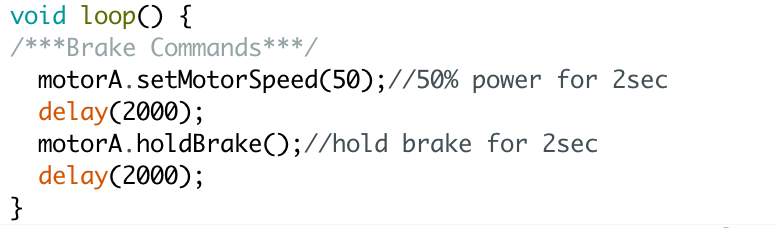 void loop() {
/***Brake Commands***/
  motorA.setMotorSpeed(50);//50% power for 2sec
  delay(2000);
  motorA.holdBrake();//hold brake for 2sec
  delay(2000);
}